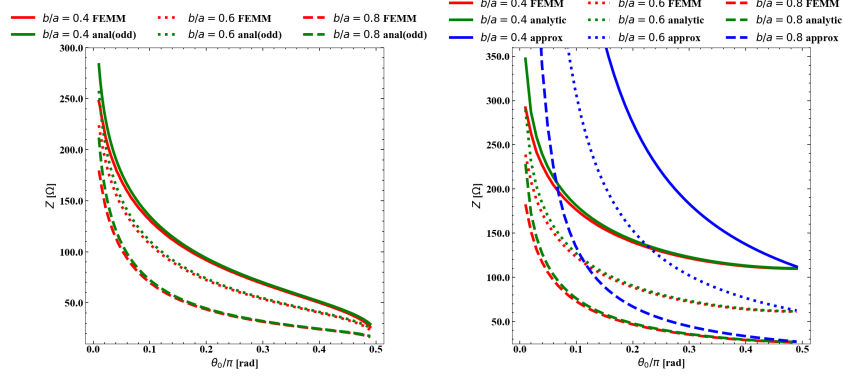 b/a = 0.4 FEMM b/a = 0.6 FEMM b/a = 0.8 FEMM
b/a = 0.4 anal(odd) b/a = 0.6 anal(odd) b/a = 0.8 anal(odd)
300.0
250.0
200.0
150.0
100.0
50.0
Z [Ω]
0.0 0.1 0.2 0.3 0.4 0.5
θ₀/π [rad]
b/a = 0.4 FEMM b/a = 0.6 FEMM b/a = 0.8 FEMM
b/a = 0.4 analytic b/a = 0.6 analytic b/a = 0.8 analytic
b/a = 0.4 approx b/a = 0.6 approx b/a = 0.8 approx
350.0
300.0
250.0
200.0
150.0
100.0
50.0
Z [Ω]
0.0 0.1 0.2 0.3 0.4 0.5
θ₀/π [rad]